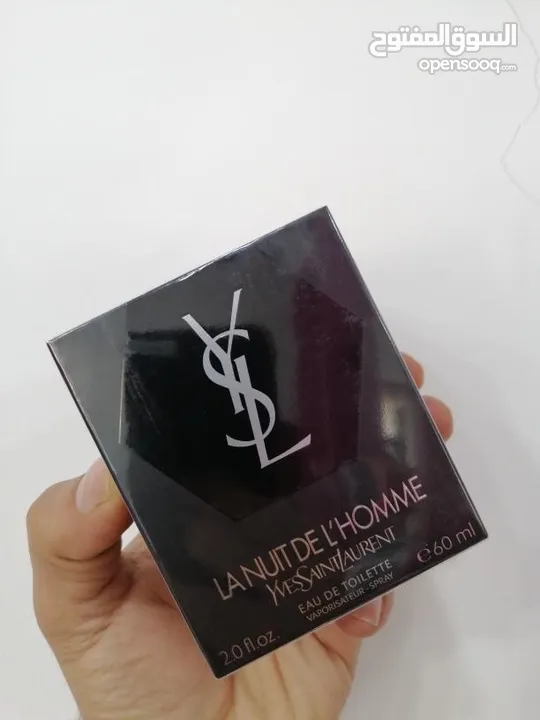 السوق المفتوح
opensooq.com
YSL
LA NUIT DE L'HOMME
YVESSAINTLAURENT
EAU DE TOILETTE
VAPORISATEUR - SPRAY
2.0 fl.oz.
e 60 ml